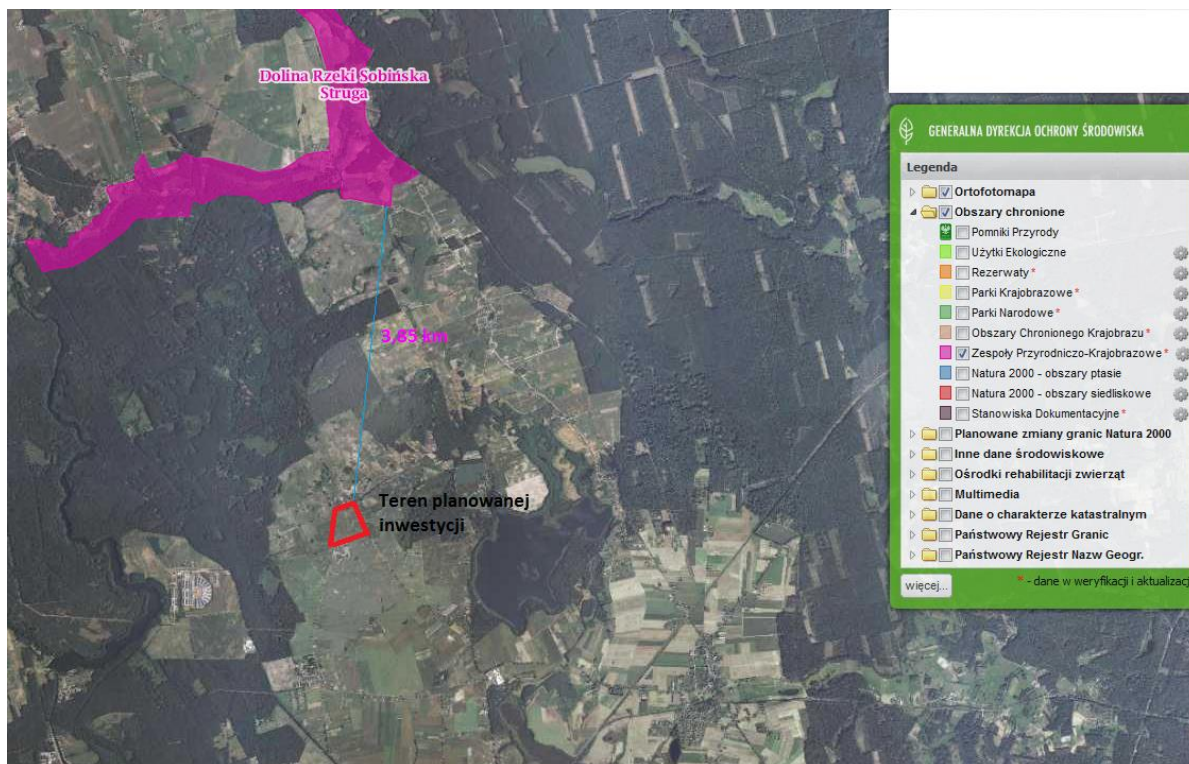 Dolina Rzeki Sobińska
Struga
3,85 km
Teren planowanej
inwestycji
GENERALNA DYREKCJA OCHRONY ŚRODOWISKA
Legenda
Ortofotomapa
Obszary chronione
Pomniki Przyrody
Użytki Ekologiczne
Rezerwaty *
Parki Krajobrazowe *
Parki Narodowe *
Obszary Chronionego Krajobrazu *
Zespoły Przyrodniczo-Krajobrazowe *
Natura 2000 - obszary ptasie
Natura 2000 - obszary siedliskowe
Stanowiska Dokumentacyjne *
Planowane zmiany granic Natura 2000
Inne dane środowiskowe
Ośrodki rehabilitacji zwierząt
Multimedia
Dane o charakterze katastralnym
Państwowy Rejestr Granic
Państwowy Rejestr Nazw Geogr.
więcej...
* - dane w weryfikacji i aktualizacj